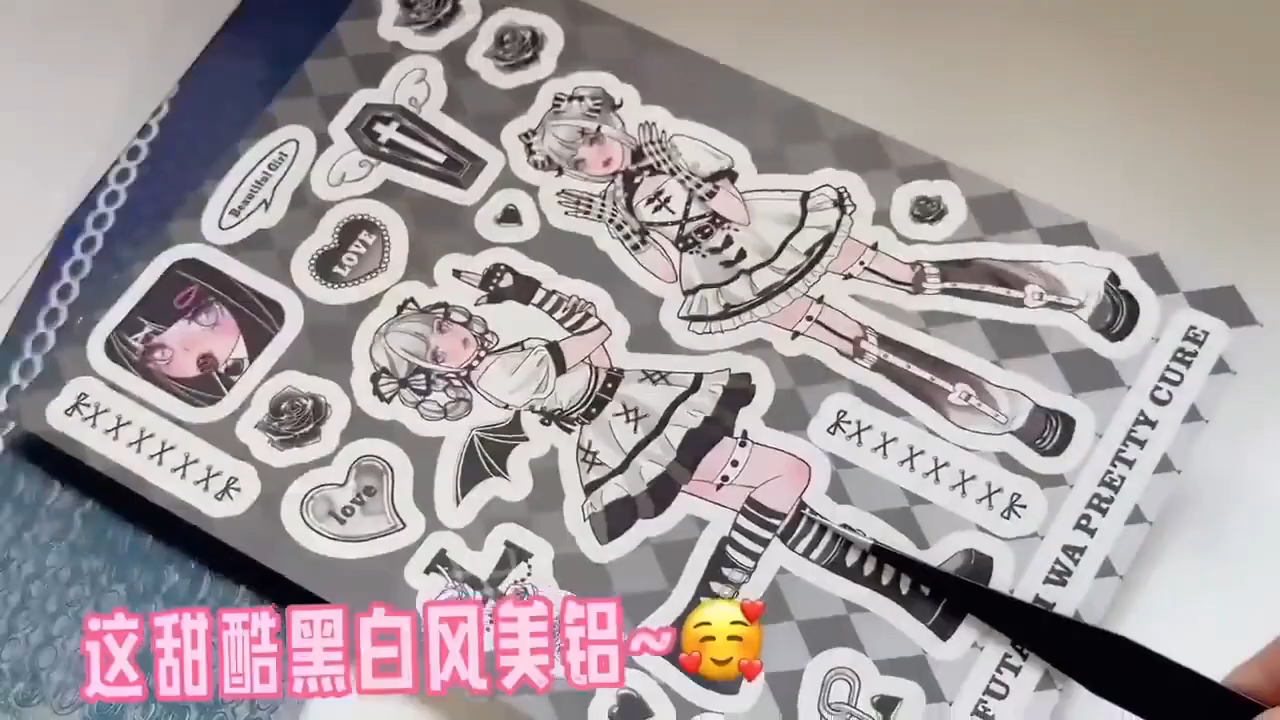 Beautiful Girl
LOVE
love
FUTA I WA PRETTY CURE
这甜酷黑白风美铝~🥰